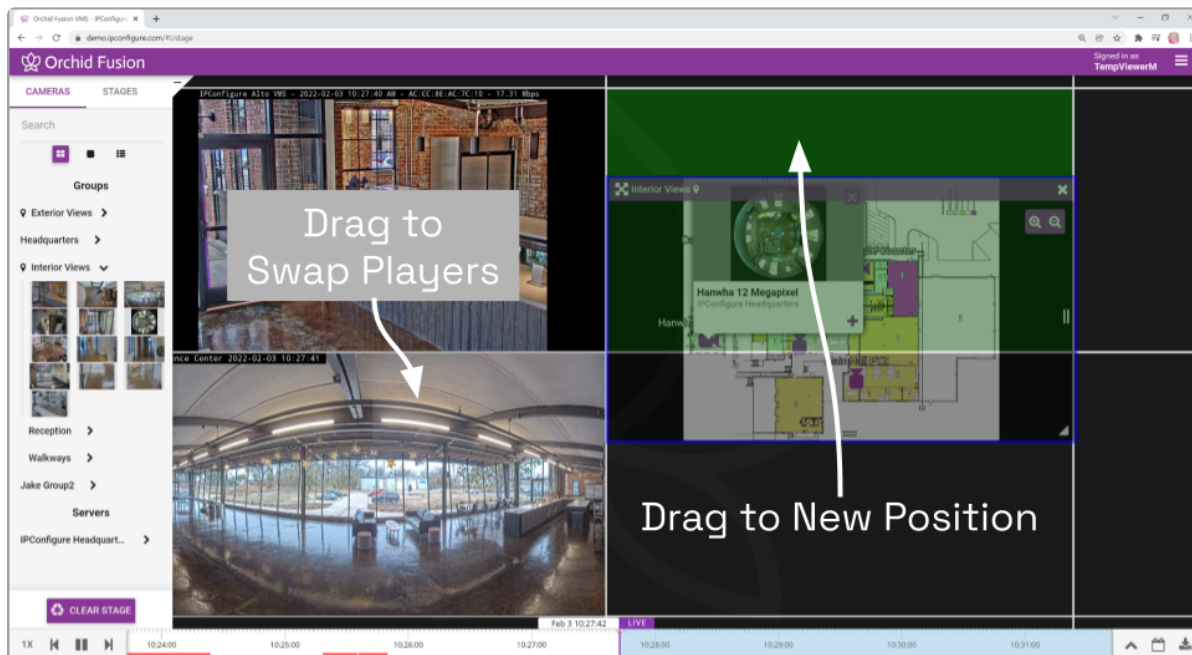 Orchid Fusion VMS - IPConfigur
demo.ipconfigure.com/#!/stage
Orchid Fusion
Signed in as
TempViewerM
CAMERAS
STAGES
Search
Groups
Exterior Views
Headquarters
Interior Views
Reception
Walkways
Jake Group2
Servers
IPConfigure Headquart...
CLEAR STAGE
IPConfigure Alto VMS - 2022-02-03 10:27:40 AM - AC:CC:8E:AC:7C:10 - 17.31 Mbps
Drag to
Swap Players
ence Center 2022-02-03 10:27:41
Interior Views
Hanwha 12 Megapixel
IPConfigure Headquarters
Hanwh
PTZ
Drag to New Position
Feb 3 10:27:42
LIVE
1X
10:24:00
10:25:00
10:26:00
10:27:00
10:28:00
10:29:00
10:30:00
10:31:00